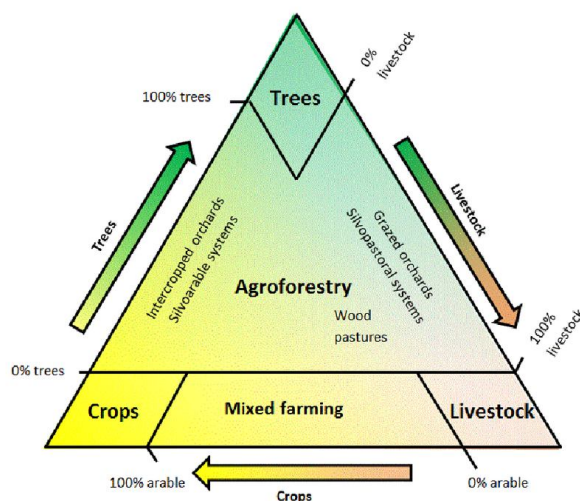 0%
livestock
100% trees
Trees
Trees
Intercropped orchards
Silvoarable systems
Livestock
Grazed orchards
Silvopastoral systems
Agroforestry
Wood
pastures
100%
livestock
0% trees
Crops
Mixed farming
Livestock
100% arable
0% arable
Crops